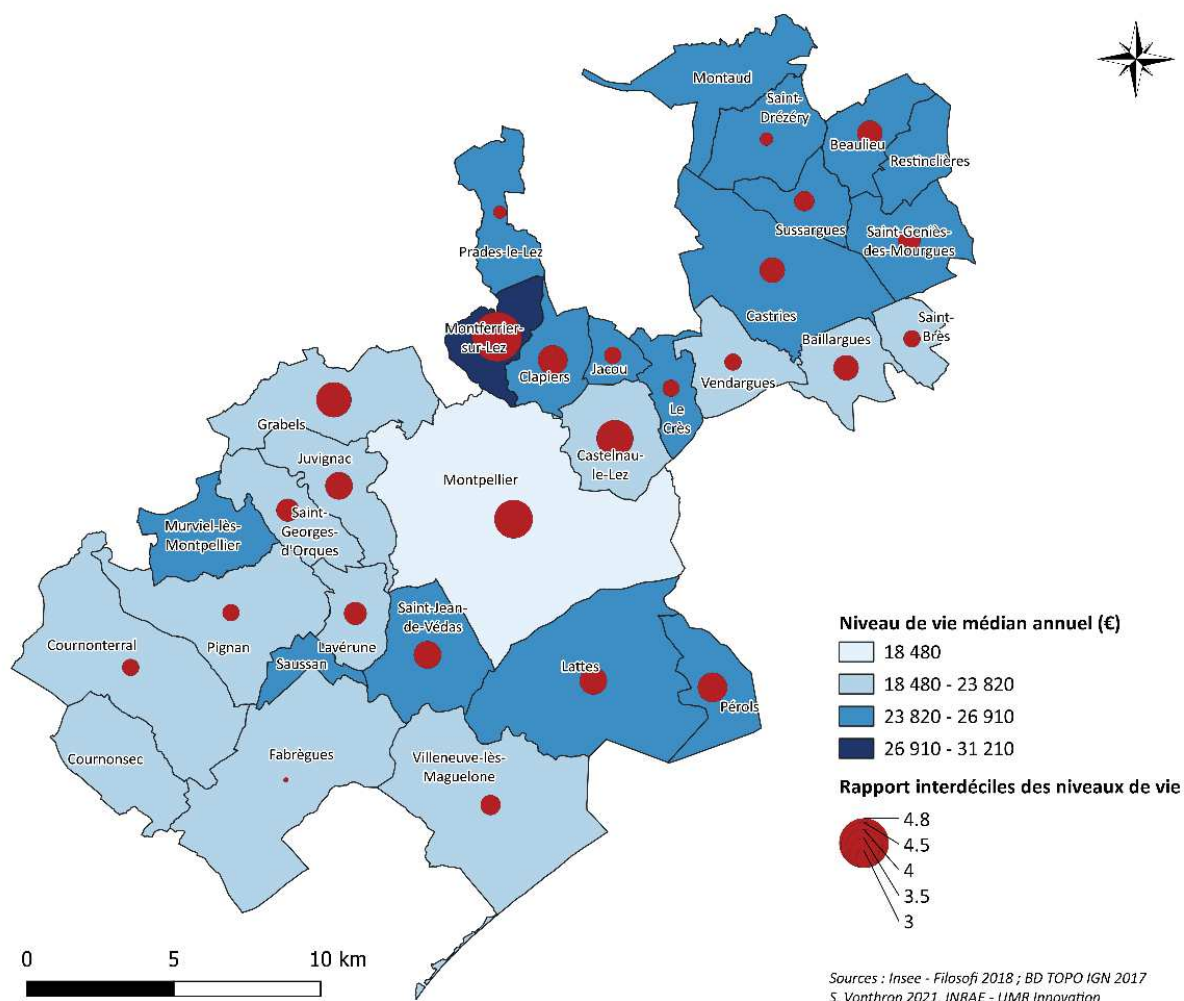 Montaud
Saint-
Drézéry
Beaulieu
Restinclières
Sussargues
Saint-Geniès-
des-Mourgues
Prades-le-Lez
Castries
Montferrier-
sur-Lez
Clapiers
Jacou
Le
Crès
Vendargues
Baillargues
Saint-
Brès
Grabels
Castelnau-
le-Lez
Juvignac
Montpellier
Saint-
Georges-
d'Orques
Murviel-lès-
Montpellier
Cournonterral
Pignan
Lavérune
Saussan
Saint-Jean-
de-Védas
Lattes
Pérols
Cournonsec
Fabrègues
Villeneuve-lès-
Maguelone
Niveau de vie médian annuel (€)
18 480
18 480 - 23 820
23 820 - 26 910
26 910 - 31 210
Rapport interdéciles des niveaux de vie
4.8
4.5
4
3.5
3
0 5 10 km
Sources : Insee - Filosofi 2018 ; BD TOPO IGN 2017
S. Vonthron 2021, INRAE - UMR Innovation